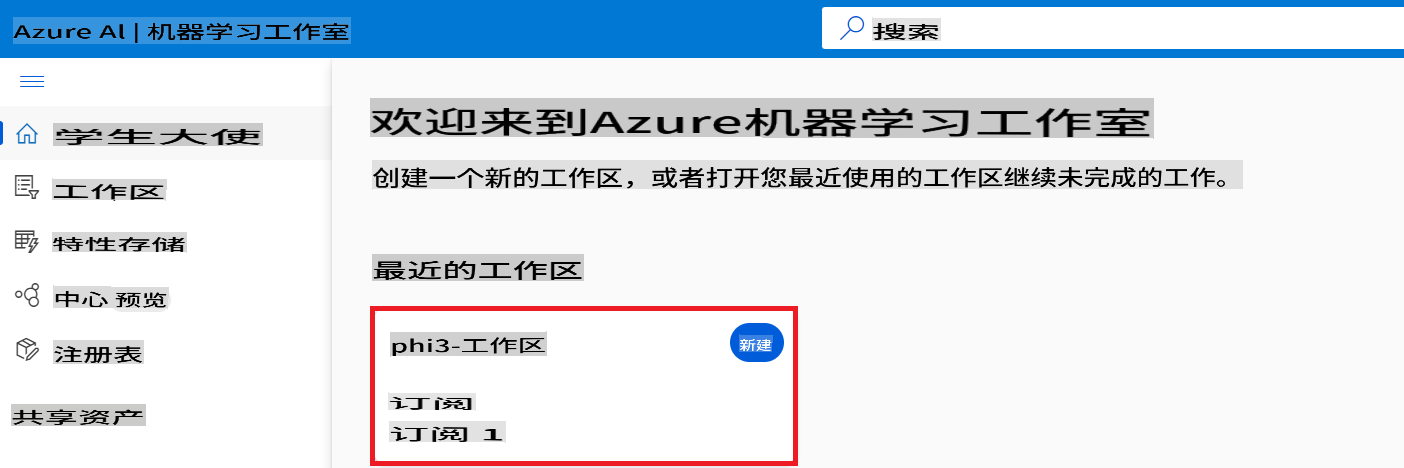 Azure AI | 机器学习工作室
搜索
学生大使
工作区
特性存储
中心 预览
注册表
共享资产
欢迎来到Azure机器学习工作室
创建一个新的工作区，或者打开您最近使用的工作区继续未完成的工作。
最近的工作区
phi3-工作区
新建
订阅
订阅 1